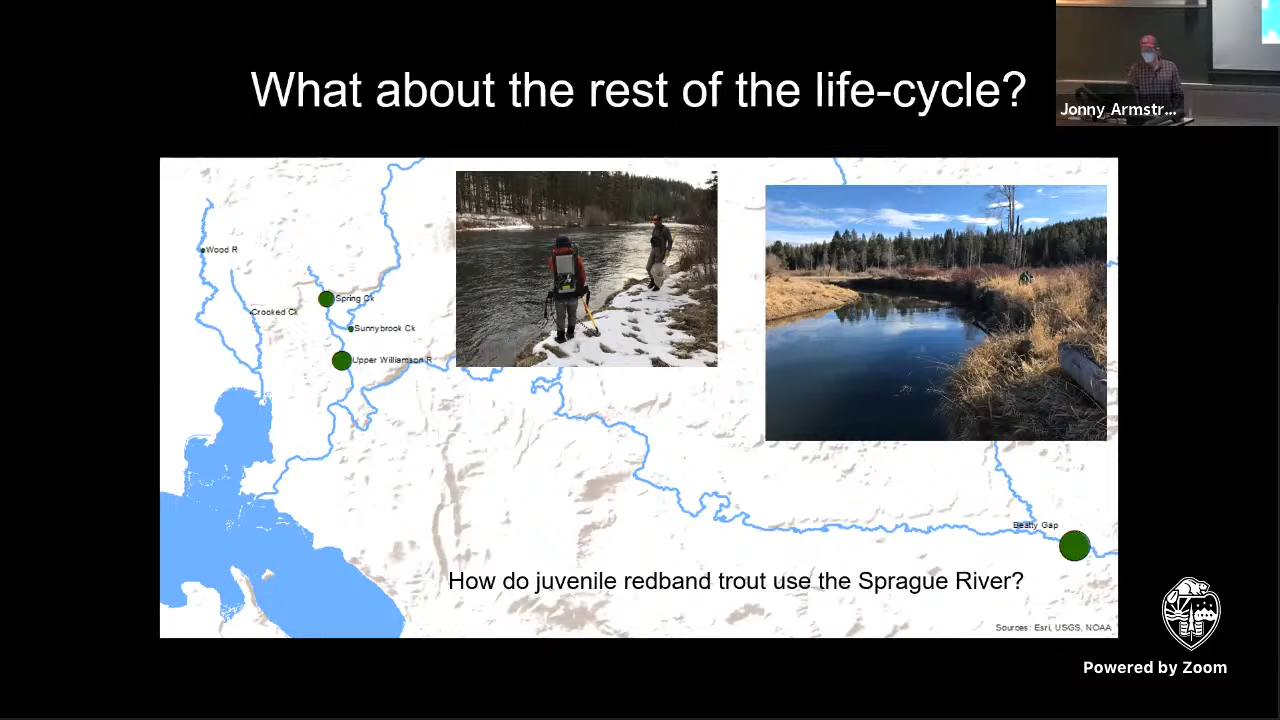 What about the rest of the life-cycle?
Jonny Armstr...
Wood R
Spring Ck
Crooked Ck
Sunnybrook Ck
Upper Williamson R
Beatty Gap
How do juvenile redband trout use the Sprague River?
Sources: Esri, USGS, NOAA
Powered by Zoom